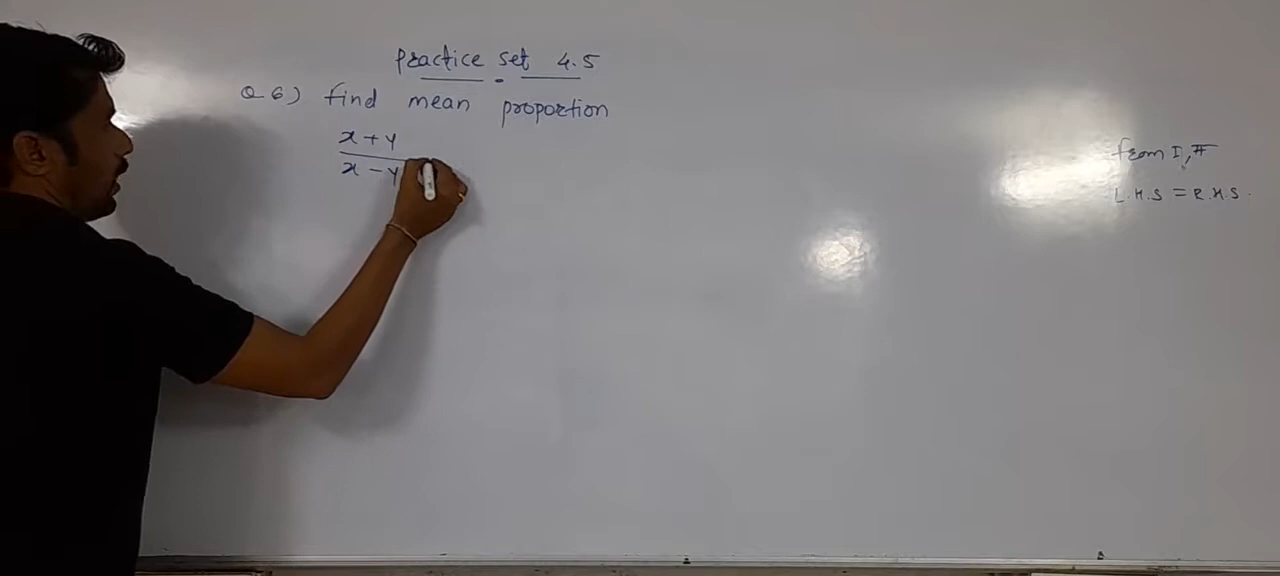 practice set 4.5
Q 6) find mean proportion
x + y
x - y
from I, II
L.H.S = R.H.S.